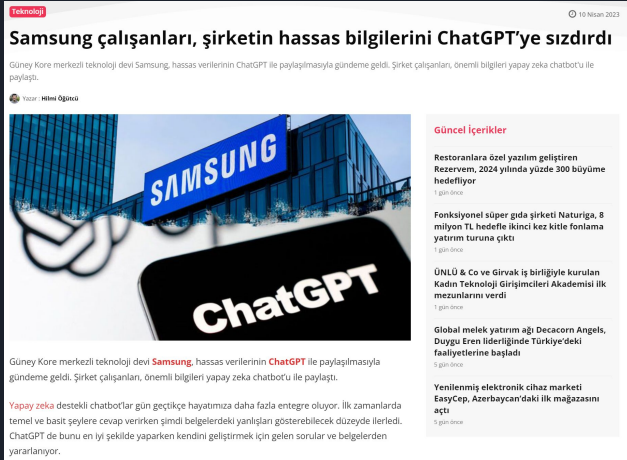 Teknoloji
10 Nisan 2023
Samsung çalışanları, şirketin hassas bilgilerini ChatGPT’ye sızdırdı
Güney Kore merkezli teknoloji devi Samsung, hassas verilerinin ChatGPT ile paylaşılmasıyla gündeme geldi. Şirket çalışanları, önemli bilgileri yapay zeka chatbot'u ile
paylaştı.
Yazar : Hilmi Öğütcü
SAMSUNG
ChatGPT
Güney Kore merkezli teknoloji devi Samsung, hassas verilerinin ChatGPT ile paylaşılmasıyla
gündeme geldi. Şirket çalışanları, önemli bilgileri yapay zeka chatbot’u ile paylaştı.
Yapay zeka destekli chatbot’lar gün geçtikçe hayatımıza daha fazla entegre oluyor. İlk zamanlarda
temel ve basit şeylere cevap verirken şimdi belgelerdeki yanlışları gösterebilecek düzeyde ilerledi.
ChatGPT de bunu en iyi şekilde yaparken kendini geliştirmek için gelen sorular ve belgelerden
yararlanıyor.
Güncel İçerikler
Restoranlara özel yazılım geliştiren
Rezervem, 2024 yılında yüzde 300 büyüme
hedefliyor
1 gün önce
Fonksiyonel süper gıda şirketi Naturiga, 8
milyon TL hedefle ikinci kez kitle fonlama
yatırım turuna çıktı
1 gün önce
ÜNLÜ & Co ve Girvak iş birliğiyle kurulan
Kadın Teknoloji Girişimcileri Akademisi ilk
mezunlarını verdi
1 gün önce
Global melek yatırım ağı Decacorn Angels,
Duygu Eren liderliğinde Türkiye’deki
faaliyetlerine başladı
5 gün önce
Yenilenmiş elektronik cihaz marketi
EasyCep, Azerbaycan’daki ilk mağazasını
açtı
5 gün önce